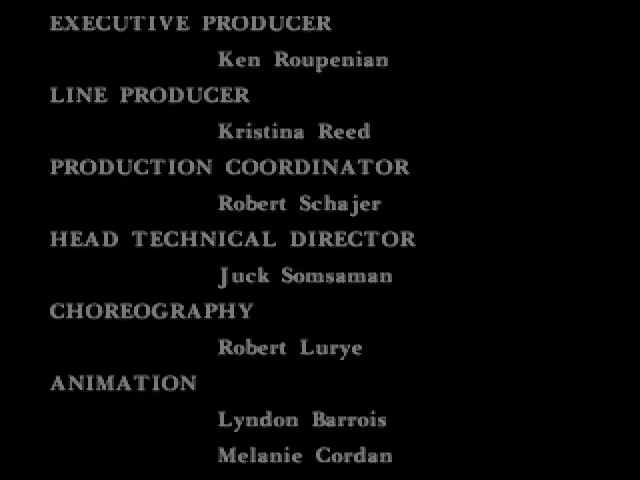 EXECUTIVE PRODUCER
Ken Roupenian
LINE PRODUCER
Kristina Reed
PRODUCTION COORDINATOR
Robert Schajer
HEAD TECHNICAL DIRECTOR
Juck Somsaman
CHOREOGRAPHY
Robert Lurye
ANIMATION
Lyndon Barrois
Melanie Cordan